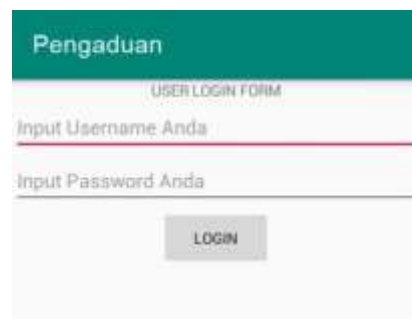 Pengaduan
USER LOGIN FORM
Input Username Anda
Input Password Anda
LOGIN